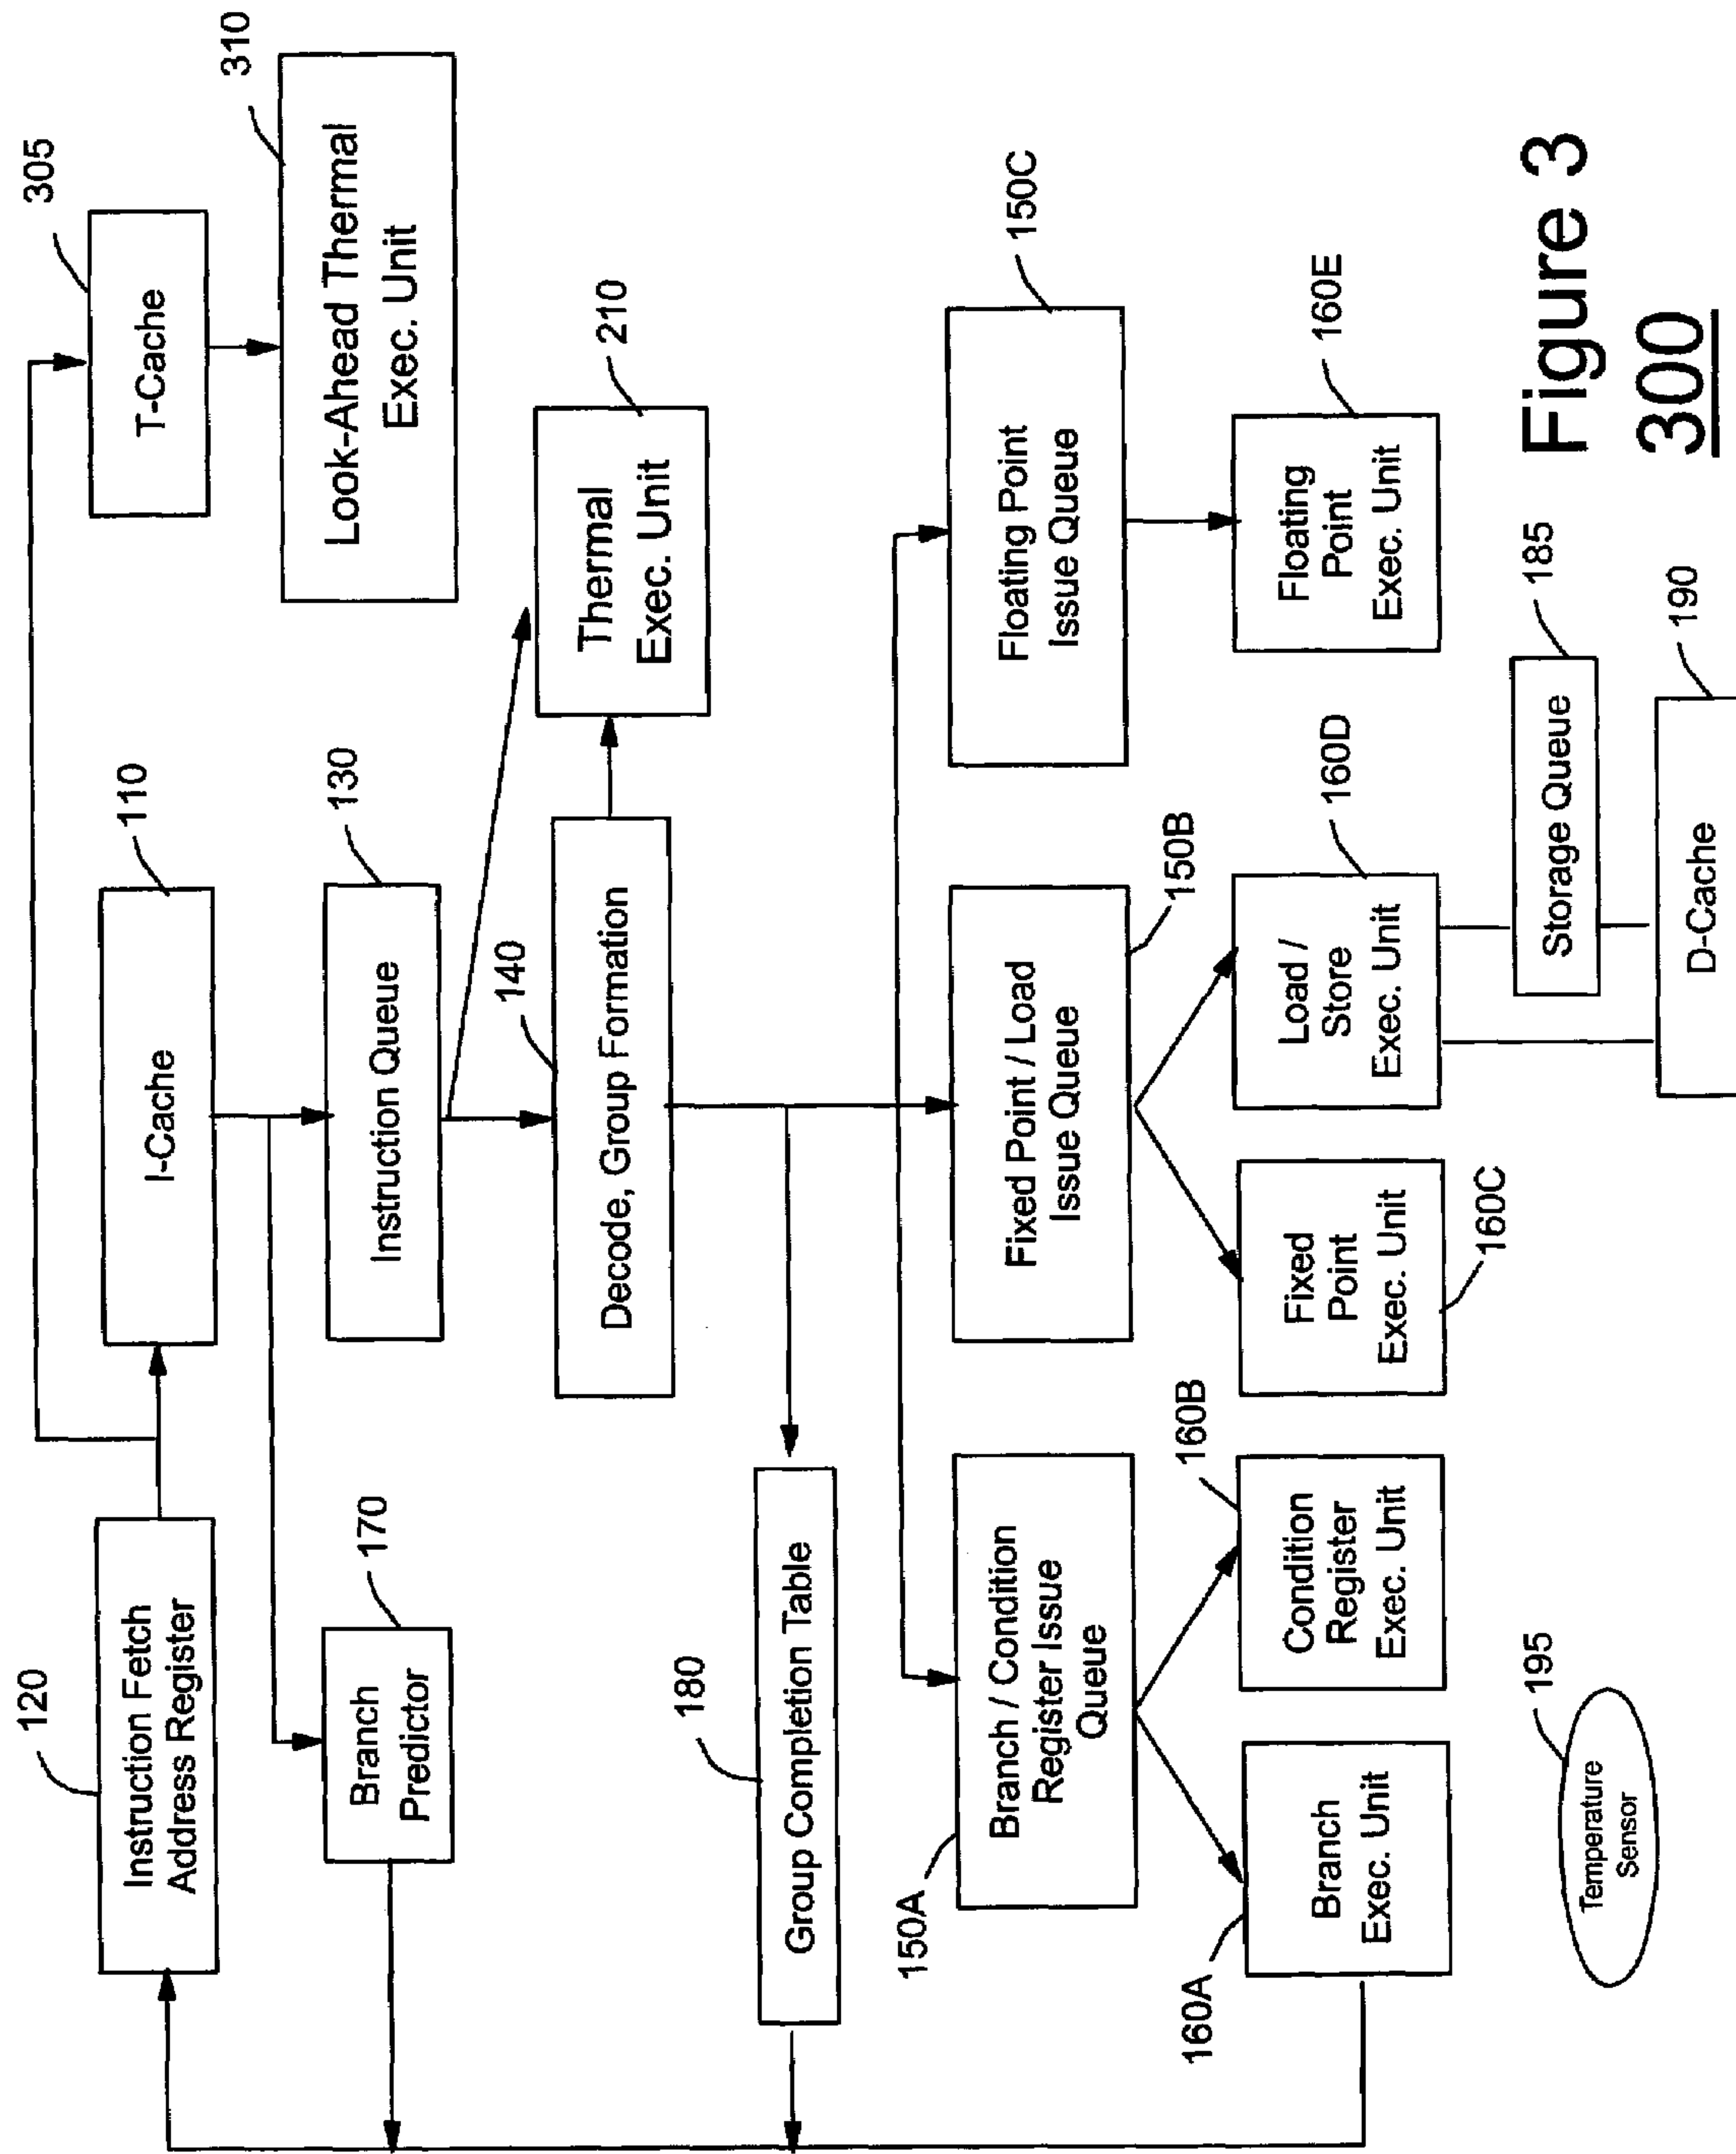 120
Instruction Fetch
Address Register
110
I-Cache
305
T-Cache
310
Look-Ahead Thermal
Exec. Unit
170
Branch
Predictor
130
Instruction Queue
140
Decode, Group Formation
210
Thermal
Exec. Unit
180
Group Completion Table
150A
Branch / Condition
Register Issue
Queue
Fixed Point / Load
Issue Queue
150B
Floating Point
Issue Queue
150C
160A
Branch
Exec. Unit
160B
Condition
Register
Exec. Unit
Fixed
Point
Exec. Unit
160C
160D
Load /
Store
Exec. Unit
160E
Floating
Point
Exec. Unit
195
Temperature
Sensor
Storage Queue
185
D-Cache
190
Figure 3
300